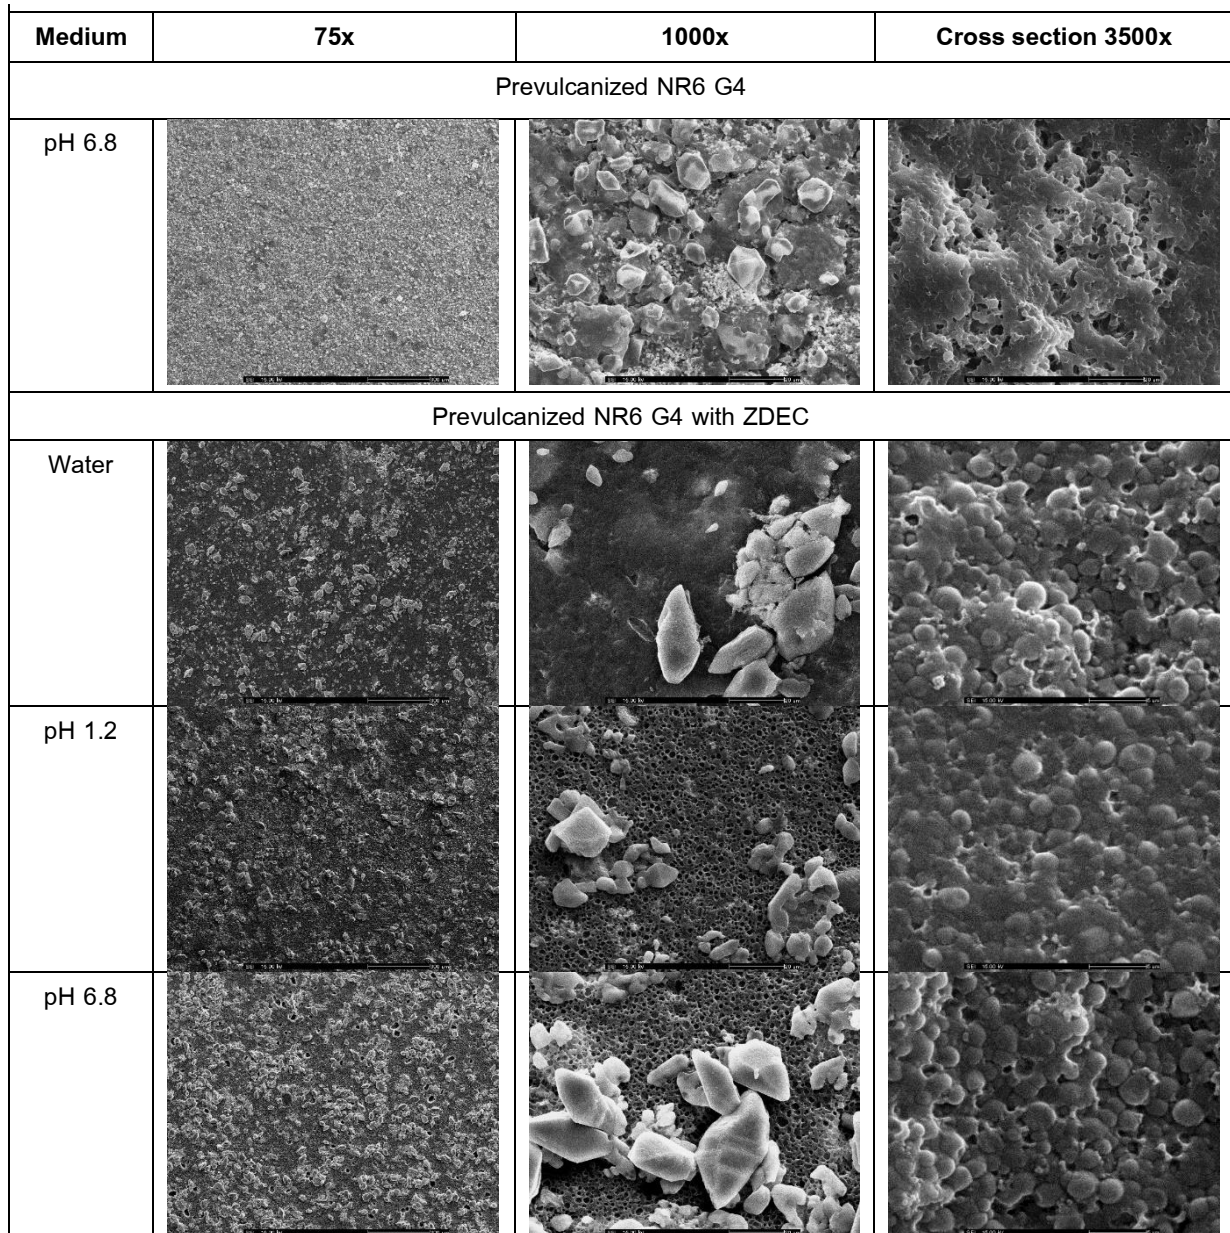 Medium 75x 1000x Cross section 3500x
Prevulcanized NR6 G4
pH 6.8
Prevulcanized NR6 G4 with ZDEC
Water
pH 1.2
pH 6.8